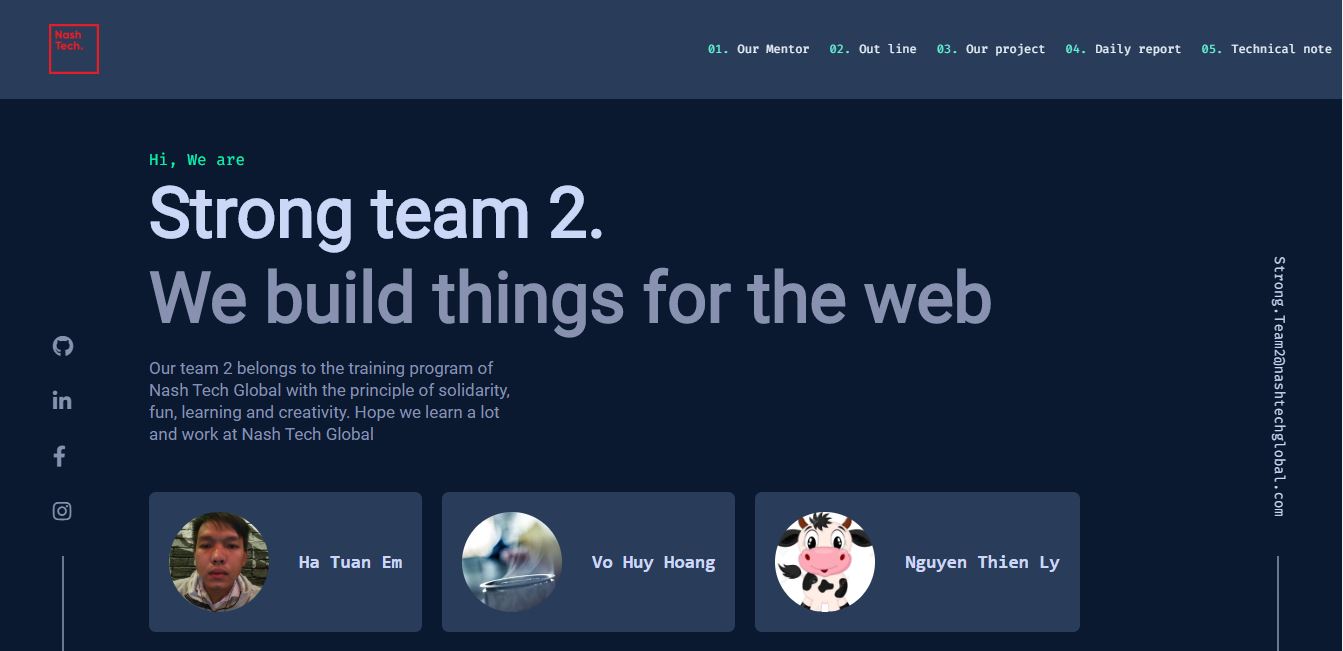 Nash
Tech.
01. Our Mentor 02. Out line 03. Our project 04. Daily report 05. Technical note
Hi, We are
Strong team 2.
We build things for the web
Our team 2 belongs to the training program of
Nash Tech Global with the principle of solidarity,
fun, learning and creativity. Hope we learn a lot
and work at Nash Tech Global
Ha Tuan Em
Vo Huy Hoang
Nguyen Thien Ly
Strong.Team2@nashtechglobal.com